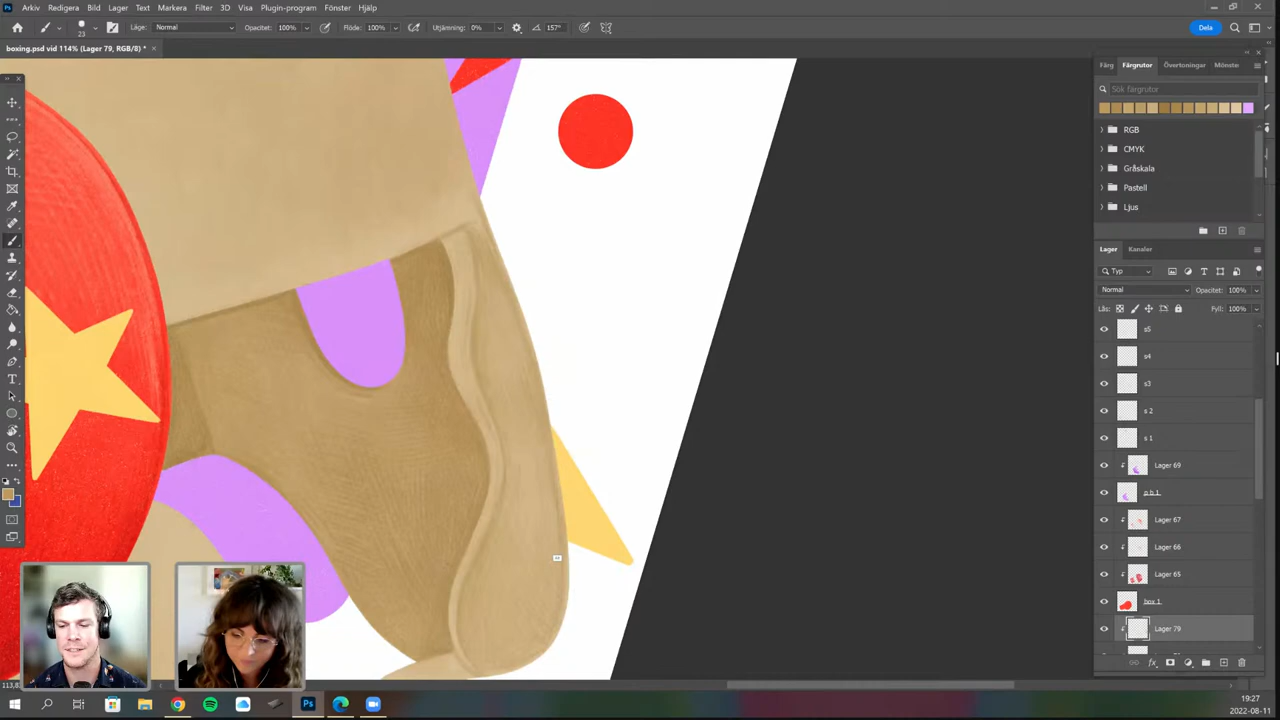 Arkiv Redigera Bild Lager Text Markera Filter 3D Visa Plugin-program Fönster Hjälp
23 Läge: Normal Opacitet: 100% Flöde: 100% Utjämning: 0% 157° Dela
boxing.psd vid 114% (Lager 79, RGB/8) *
Färg Färgrutor Övertoningar Mönste
Sök färgrutor
RGB
CMYK
Gråskala
Pastell
Ljus
Lager Kanaler
Typ
Normal Opacitet: 100%
Lås: Fyll: 100%
s5
s4
s3
s 2
s 1
Lager 69
p b 1
Lager 67
Lager 66
Lager 65
box 1
Lager 79
19:27
2022-08-11